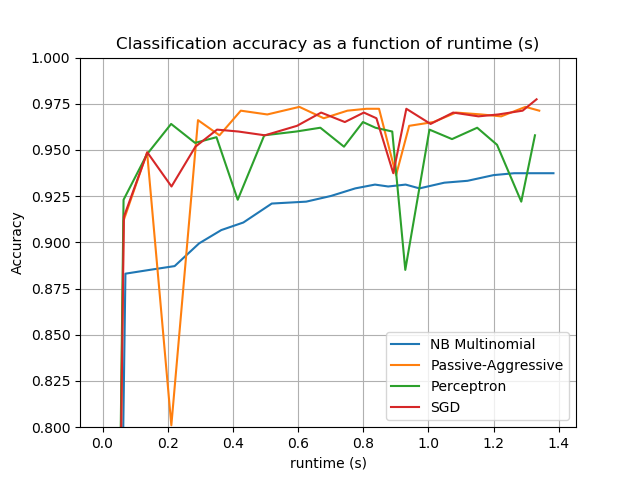 Classification accuracy as a function of runtime (s)
1.000
0.975
0.950
0.925
0.900
0.875
0.850
0.825
0.800
Accuracy
NB Multinomial
Passive-Aggressive
Perceptron
SGD
0.0 0.2 0.4 0.6 0.8 1.0 1.2 1.4
runtime (s)